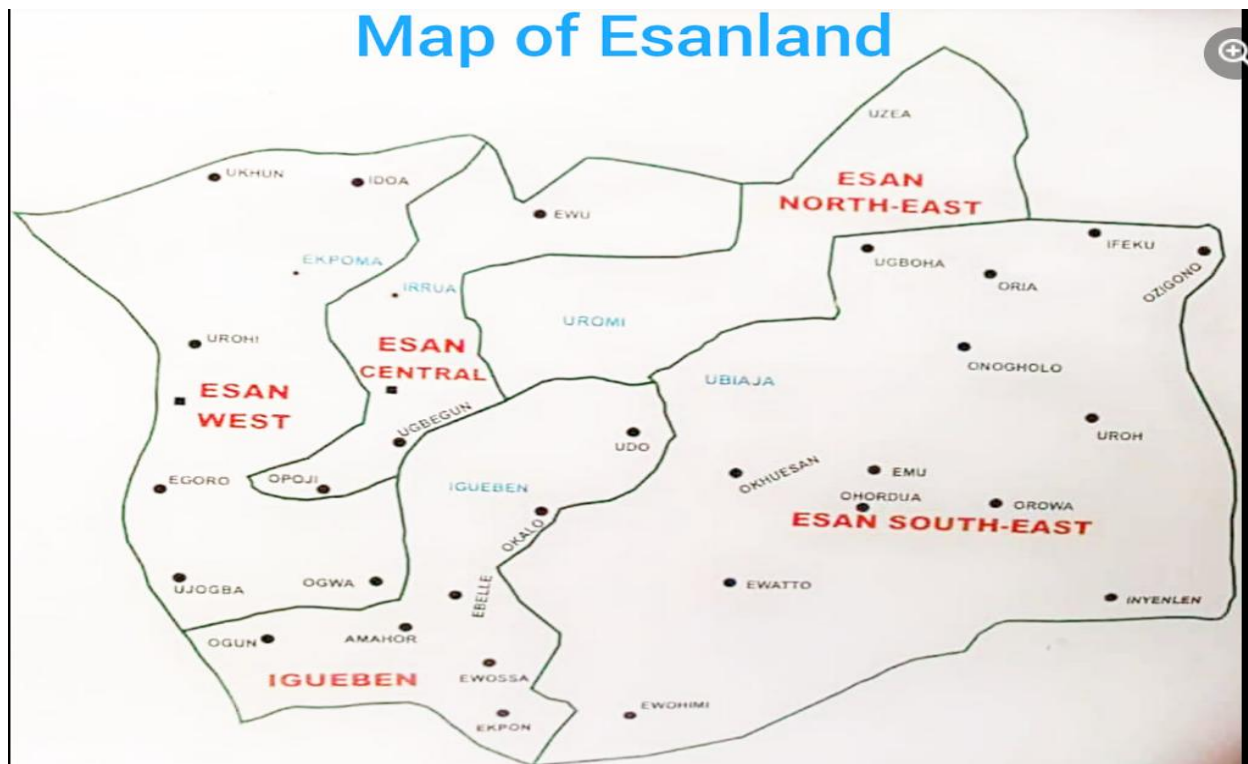 Map of Esanland
UZEA
ESAN
NORTH-EAST
UKHUN
IDOA
EWU
EKPOMA
IRRUA
UROMI
UGBOHA
ORIA
IFEKU
OZIGONO
UROHI
ESAN
CENTRAL
ESAN
WEST
UGBEGUN
UBIAJA
ONOGHOLO
UROH
UDO
EGORO
OPOJI
IGUEBEN
OKHUESAN
EMU
OHORDUA
OROWA
ESAN SOUTH-EAST
OKALO
UJOGBA
OGWA
EBELLE
EWATTO
INYENLEN
OGUN
AMAHOR
IGUEBEN
EWOSSA
EKPON
EWOHIMI